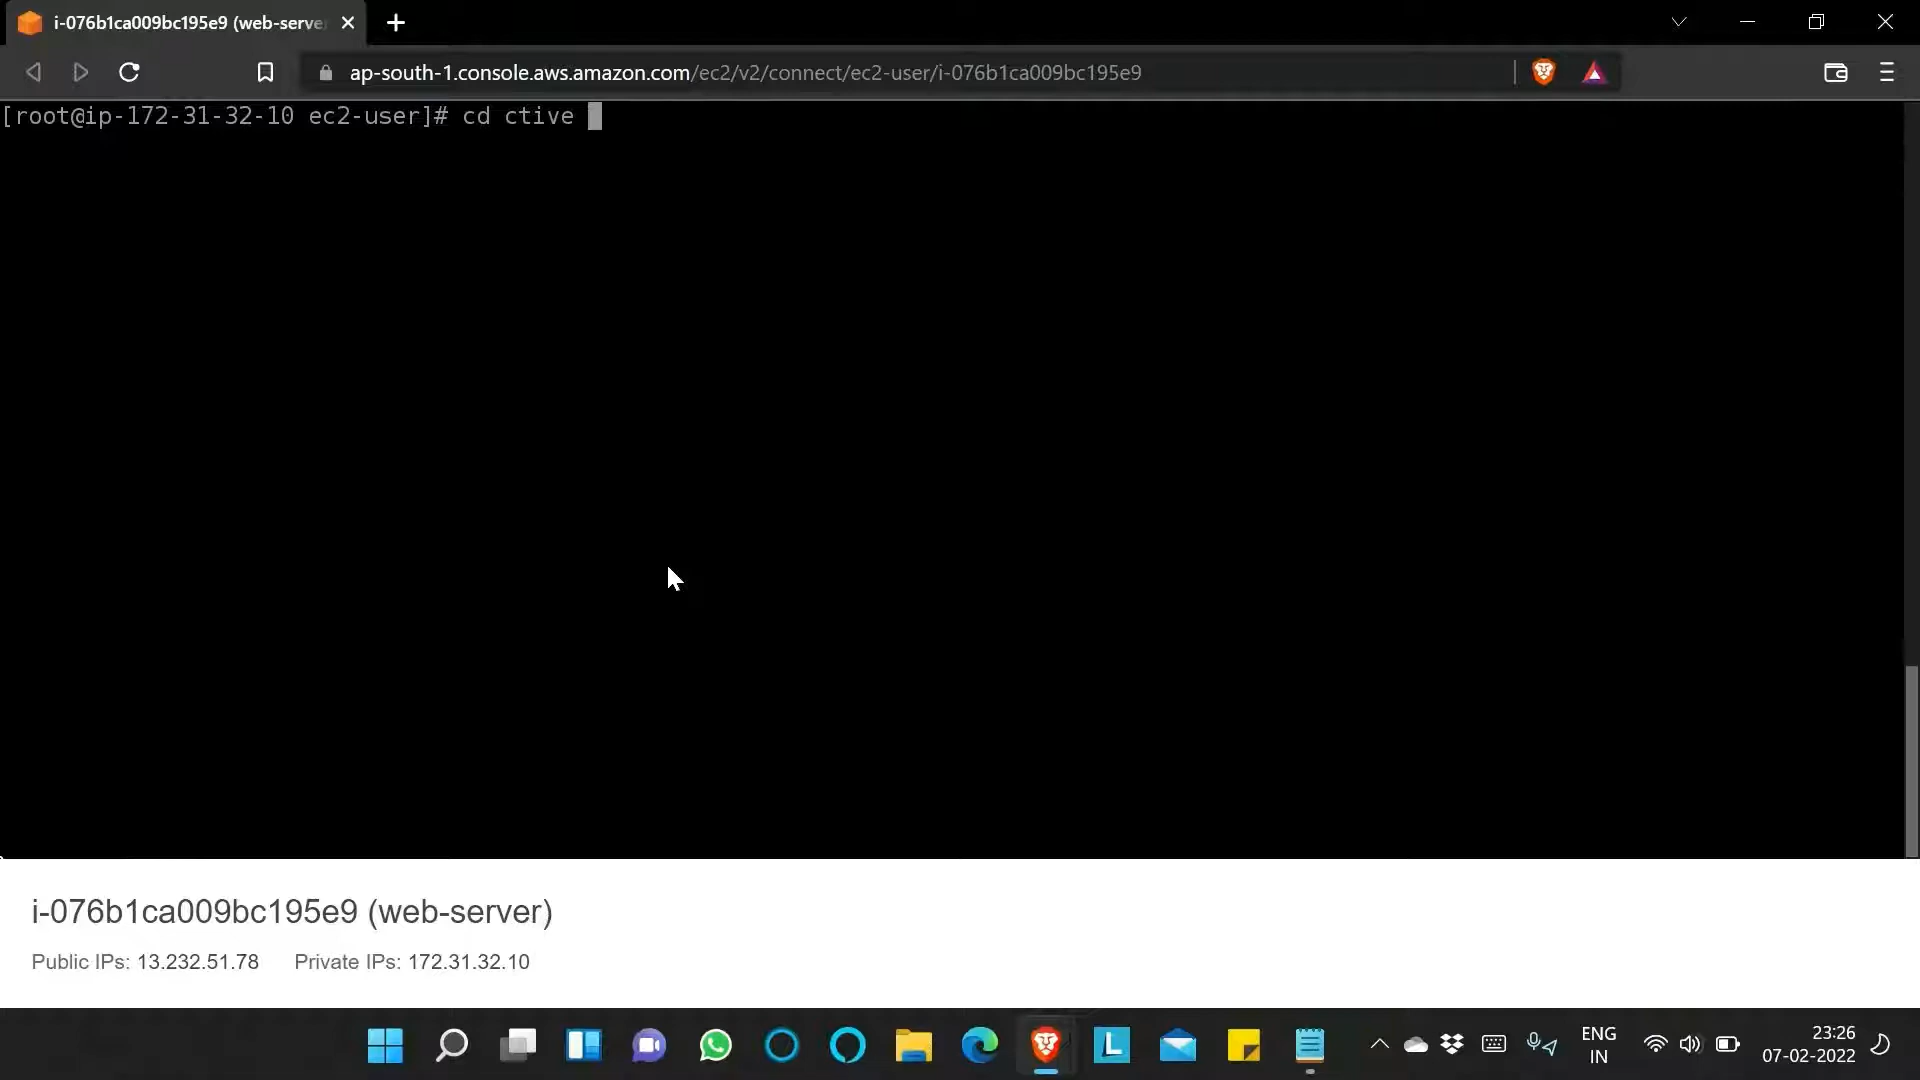 i-076b1ca009bc195e9 (web-serve
ap-south-1.console.aws.amazon.com/ec2/v2/connect/ec2-user/i-076b1ca009bc195e9
[root@ip-172-31-32-10 ec2-user]# cd ctive
i-076b1ca009bc195e9 (web-server)
Public IPs: 13.232.51.78 Private IPs: 172.31.32.10
L
ENG
IN
23:26
07-02-2022